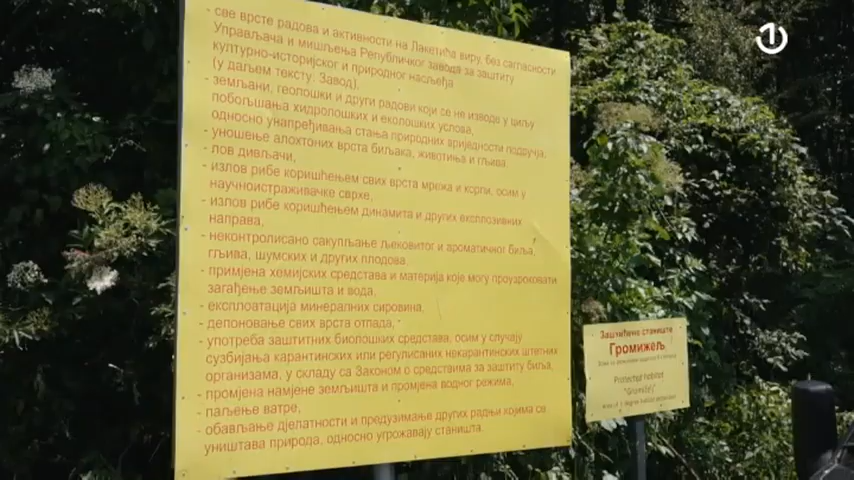 - све врсте радова и активности на Лакетића виру, без сагласности
Управљача и мишљења Републичког завода за заштиту
културно-историјског и природног насљеђа
(у даљем тексту: Завод),
- земљани, геолошки и други радови који се не изводе у циљу
побољшања хидролошких и еколошких услова,
односно унапређивања стања природних вриједности подручја,
- уношење алохтоних врста биљака, животиња и гљива
- лов дивљачи,
- излов рибе коришћењем свих врста мрежа и корпи, осим у
научноистраживачке сврхе,
- излов рибе коришћењем динамита и других експлозивних
направа,
- неконтролисано сакупљање љековитог и ароматичног биља,
гљива, шумских и других плодова,
- примјена хемијских средстава и материја које могу проузроковати
загађење земљишта и вода,
- експлоатација минералних сировина,
- депоновање свих врста отпада,
- употреба заштитних биолошких средстава, осим у случају
сузбијања карантинских или регулисаних некарантинских штетних
организама, у складу са Законом о средствима за заштиту биља,
- промјена намјене земљишта и промјена водног режима,
- паљење ватре,
- обављање дјелатности и предузимање других радњи којима се
уништава природа, односно угрожавају станишта.
Заштићено станиште
Громижељ
Protected habitat
"Gromiželj"
1